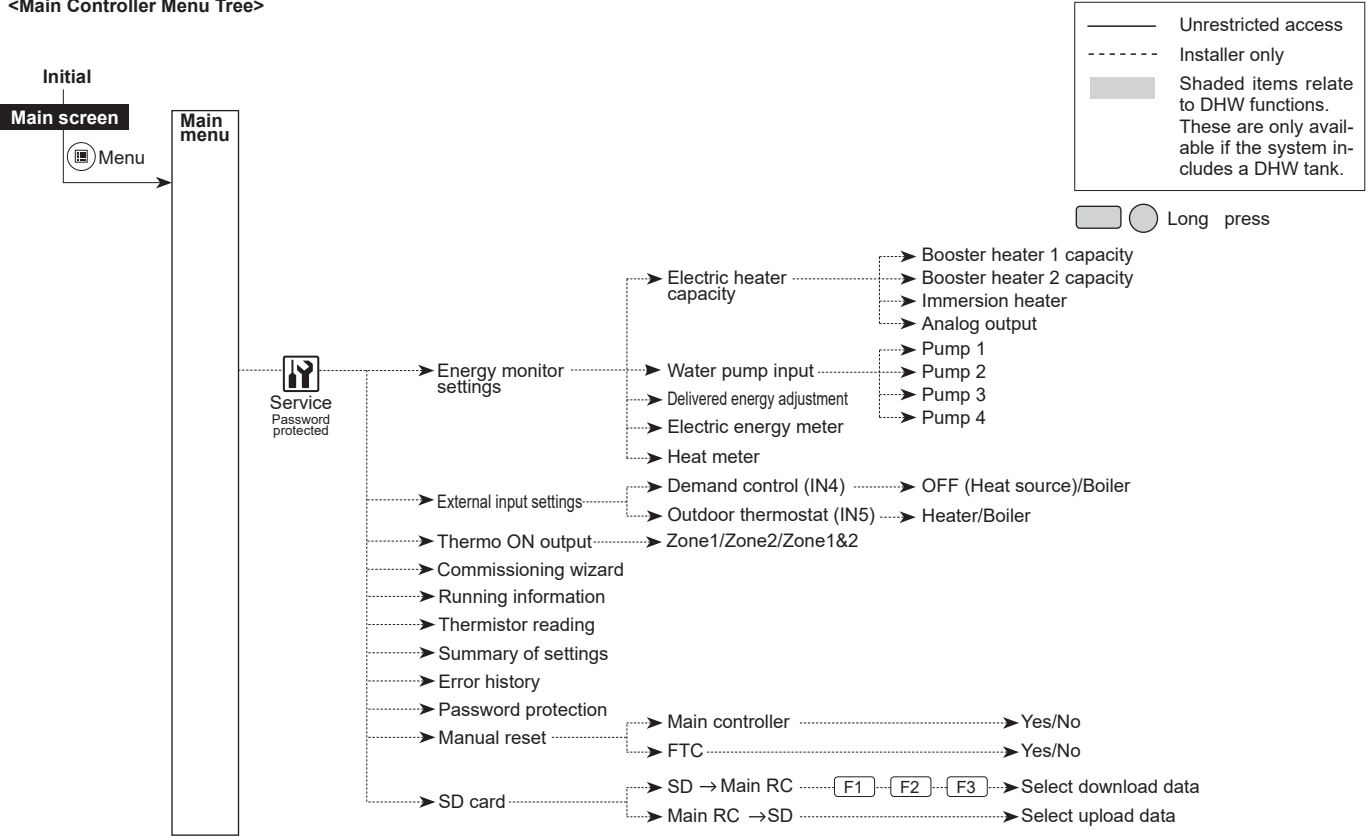 <Main Controller Menu Tree>
Unrestricted access
Installer only
Shaded items relate
to DHW functions.
These are only avail-
able if the system in-
cludes a DHW tank.
Long press
Initial
Main screen
Menu
Main
menu
Service
Password
protected
Energy monitor
settings
Electric heater
capacity
Booster heater 1 capacity
Booster heater 2 capacity
Immersion heater
Analog output
Water pump input
Pump 1
Pump 2
Pump 3
Pump 4
Delivered energy adjustment
Electric energy meter
Heat meter
External input settings
Demand control (IN4)
OFF (Heat source)/Boiler
Outdoor thermostat (IN5)
Heater/Boiler
Thermo ON output
Zone1/Zone2/Zone1&2
Commissioning wizard
Running information
Thermistor reading
Summary of settings
Error history
Password protection
Manual reset
Main controller
Yes/No
FTC
Yes/No
SD card
SD → Main RC
F1
F2
F3
Select download data
Main RC → SD
Select upload data